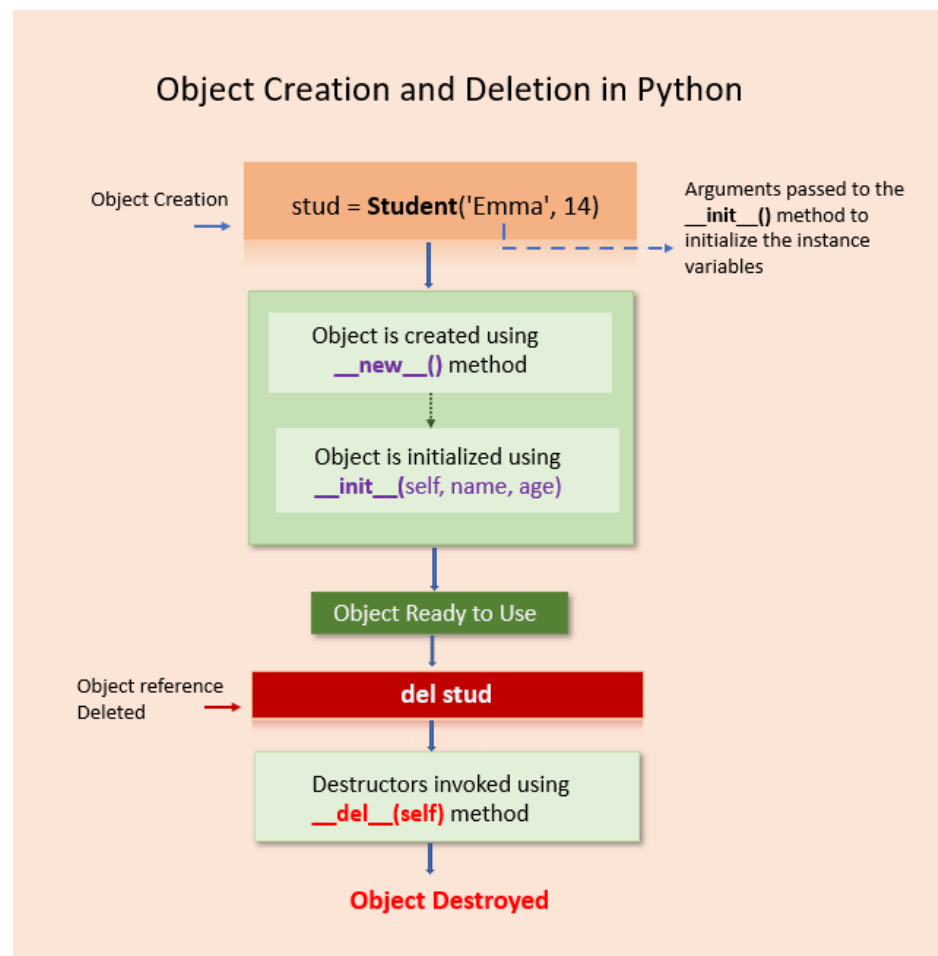 Object Creation and Deletion in Python
Object Creation
stud = Student('Emma', 14)
Arguments passed to the
__init__() method to
initialize the instance
variables
Object is created using
__new__() method
Object is initialized using
__init__(self, name, age)
Object Ready to Use
Object reference
Deleted
del stud
Destructors invoked using
__del__(self) method
Object Destroyed